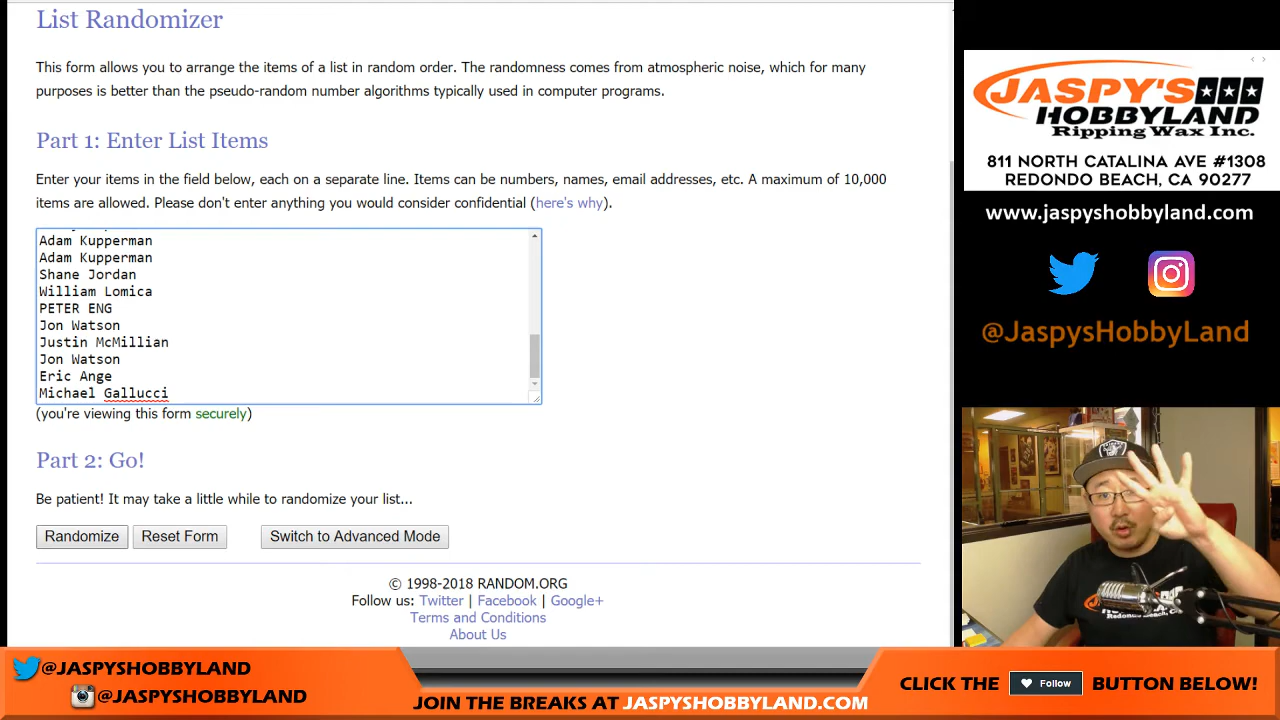 List Randomizer
This form allows you to arrange the items of a list in random order. The randomness comes from atmospheric noise, which for many
purposes is better than the pseudo-random number algorithms typically used in computer programs.
Part 1: Enter List Items
Enter your items in the field below, each on a separate line. Items can be numbers, names, email addresses, etc. A maximum of 10,000
items are allowed. Please don't enter anything you would consider confidential (here's why).
Adam Kupperman
Adam Kupperman
Shane Jordan
William Lomica
PETER ENG
Jon Watson
Justin McMillian
Jon Watson
Eric Ange
Michael Gallucci
(you're viewing this form securely)
Part 2: Go!
Be patient! It may take a little while to randomize your list...
Randomize
Reset Form
Switch to Advanced Mode
© 1998-2018 RANDOM.ORG
Follow us: Twitter | Facebook | Google+
Terms and Conditions
About Us
JASPY'S
HOBBYLAND
Ripping Wax Inc.
811 NORTH CATALINA AVE #1308
REDONDO BEACH, CA 90277
www.jaspyshobbyland.com
@JaspysHobbyLand
@JASPYSHOBBYLAND
@JASPYSHOBBYLAND
JOIN THE BREAKS AT JASPYSHOBBYLAND.COM
CLICK THE Follow BUTTON BELOW!